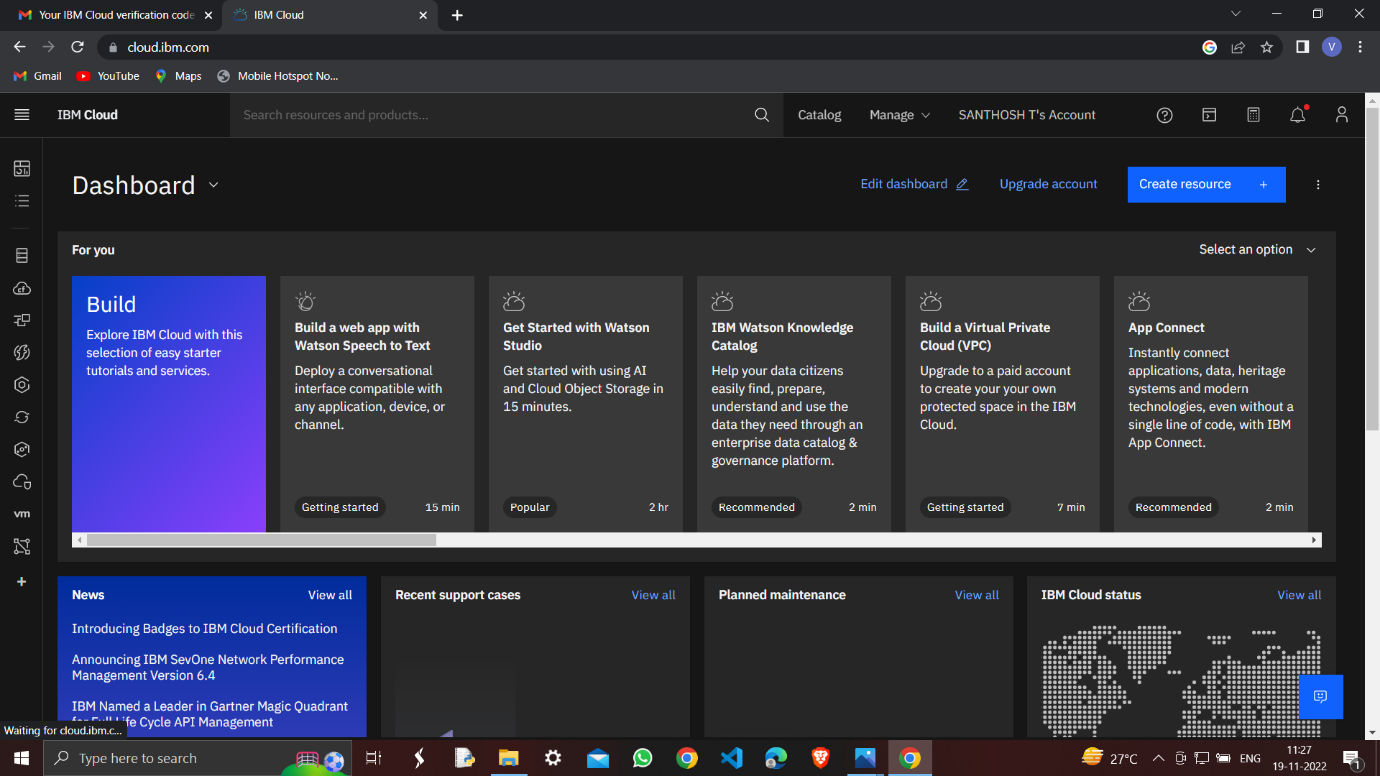 Your IBM Cloud verification code
IBM Cloud
cloud.ibm.com
V
Gmail
YouTube
Maps
Mobile Hotspot No...
IBM Cloud
Search resources and products...
Catalog
Manage
SANTHOSH T's Account
Dashboard
Edit dashboard
Upgrade account
Create resource +
For you
Select an option
Build
Explore IBM Cloud with this
selection of easy starter
tutorials and services.
Build a web app with
Watson Speech to Text
Deploy a conversational
interface compatible with
any application, device, or
channel.
Getting started
15 min
Get Started with Watson
Studio
Get started with using AI
and Cloud Object Storage in
15 minutes.
Popular
2 hr
IBM Watson Knowledge
Catalog
Help your data citizens
easily find, prepare,
understand and use the
data they need through an
enterprise data catalog &
governance platform.
Recommended
2 min
Build a Virtual Private
Cloud (VPC)
Upgrade to a paid account
to create your your own
protected space in the IBM
Cloud.
Getting started
7 min
App Connect
Instantly connect
applications, data, heritage
systems and modern
technologies, even without a
single line of code, with IBM
App Connect.
Recommended
2 min
vm
News
View all
Introducing Badges to IBM Cloud Certification
Announcing IBM SevOne Network Performance
Management Version 6.4
IBM Named a Leader in Gartner Magic Quadrant
for Full Life Cycle API Management
Recent support cases
View all
Planned maintenance
View all
IBM Cloud status
View all
Waiting for cloud.ibm.c...
Type here to search
27°C
ENG
11:27
19-11-2022
1